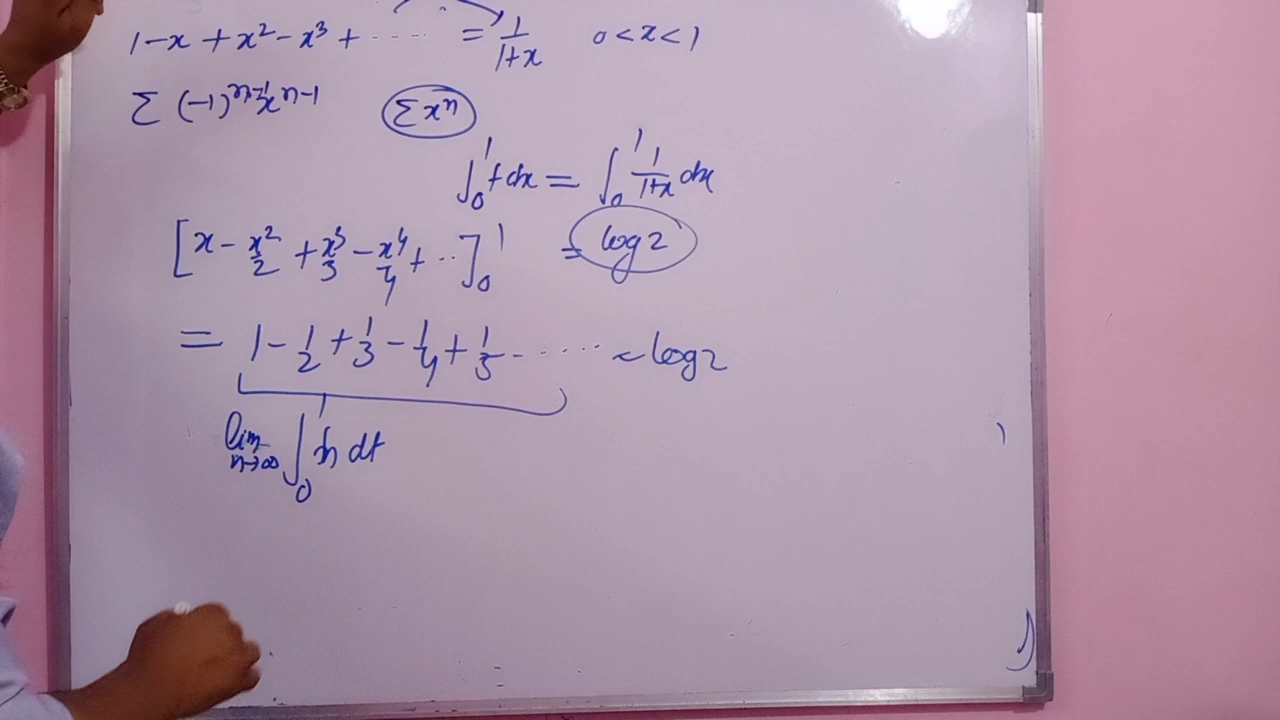 1 - x + x² - x³ + ····· = 1/(1+x) 0 < x < 1
Σ (-1)ⁿ⁻¹ xⁿ⁻¹ Σ xⁿ
∫₀¹ f dx = ∫₀¹ 1/(1+x) dx
[x - x²/2 + x³/3 - x⁴/4 + ··]₀¹ = log 2
= 1 - 1/2 + 1/3 - 1/4 + 1/5 - ····· = log 2
lim n→∞ ∫₀¹ fn dt